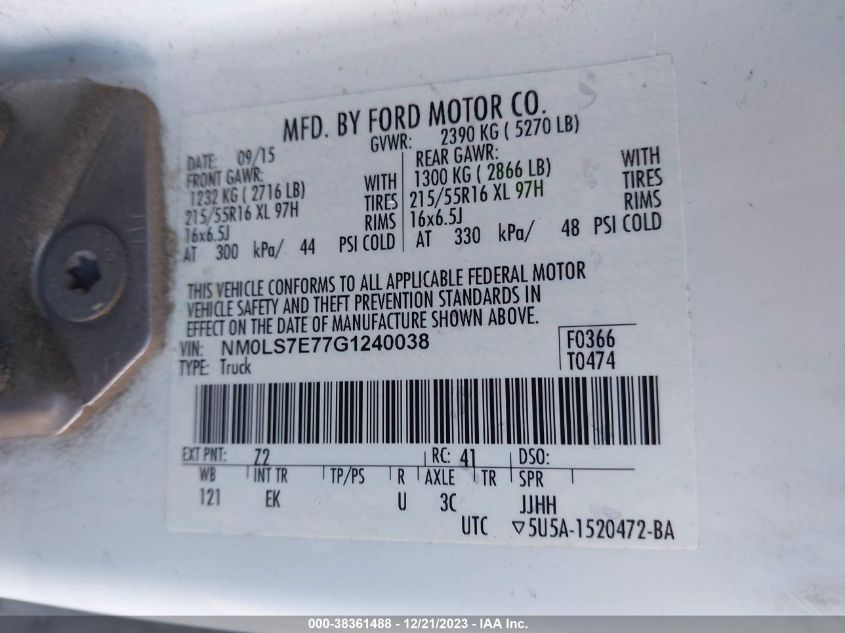 MFD. BY FORD MOTOR CO.
DATE: 09/15 GVWR: 2390 KG ( 5270 LB)
FRONT GAWR: REAR GAWR:
1232 KG ( 2716 LB) WITH 1300 KG ( 2866 LB) WITH
215/55R16 XL 97H TIRES 215/55R16 XL 97H TIRES
16x6.5J RIMS 16x6.5J RIMS
AT 300 kPa/ 44 PSI COLD AT 330 kPa/ 48 PSI COLD
THIS VEHICLE CONFORMS TO ALL APPLICABLE FEDERAL MOTOR
VEHICLE SAFETY AND THEFT PREVENTION STANDARDS IN
EFFECT ON THE DATE OF MANUFACTURE SHOWN ABOVE.
VIN: NM0LS7E77G1240038 F0366
TYPE: Truck T0474
EXT PNT: Z2 RC: 41 DSO:
WB INT TR TP/PS R AXLE TR SPR
121 EK U 3C JJHH
UTC ▽5U5A-1520472-BA
000-38361488 - 12/21/2023 - IAA Inc.